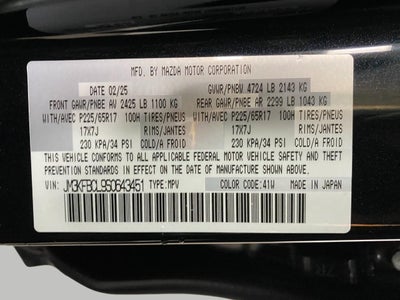 MFD. BY MAZDA MOTOR CORPORATION
DATE 02/25 GVWR/PNBV 4724 LB 2143 KG
FRONT GAWR/PNBE AV 2425 LB 1100 KG REAR GAWR/PNBE AR 2299 LB 1043 KG
WITH/AVEC P225/65R17 100H TIRES/PNEUS WITH/AVEC P225/65R17 100H TIRES/PNEUS
17X7J RIMS/JANTES 17X7J RIMS/JANTES
230 KPA/34 PSI COLD/A FROID 230 KPA/34 PSI COLD/A FROID
THIS VEHICLE CONFORMS TO ALL APPLICABLE FEDERAL MOTOR VEHICLE SAFETY AND THEFT
PREVENTION STANDARDS IN EFFECT ON THE DATE OF MANUFACTURE SHOWN ABOVE.
VIN: JM3KFBCL9S0643451 TYPE:MPV COLOR CODE:41W MADE IN JAPAN